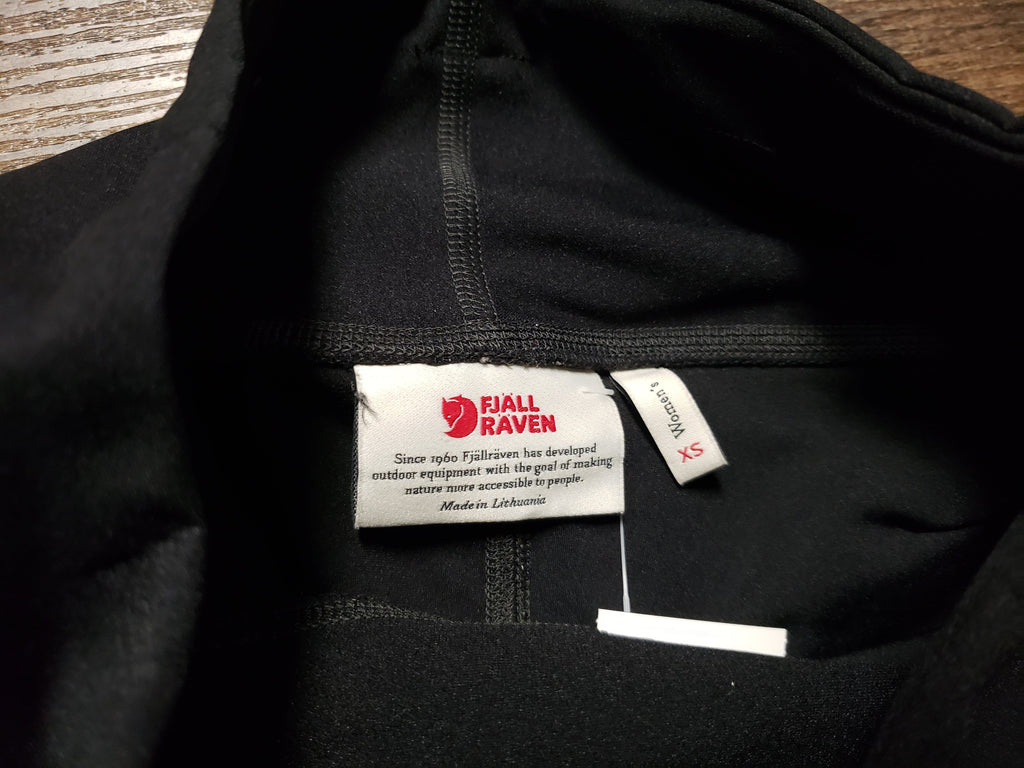 FJÄLL
RÄVEN
Since 1960 Fjällräven has developed
outdoor equipment with the goal of making
nature more accessible to people.
Made in Lithuania
Women's
XS